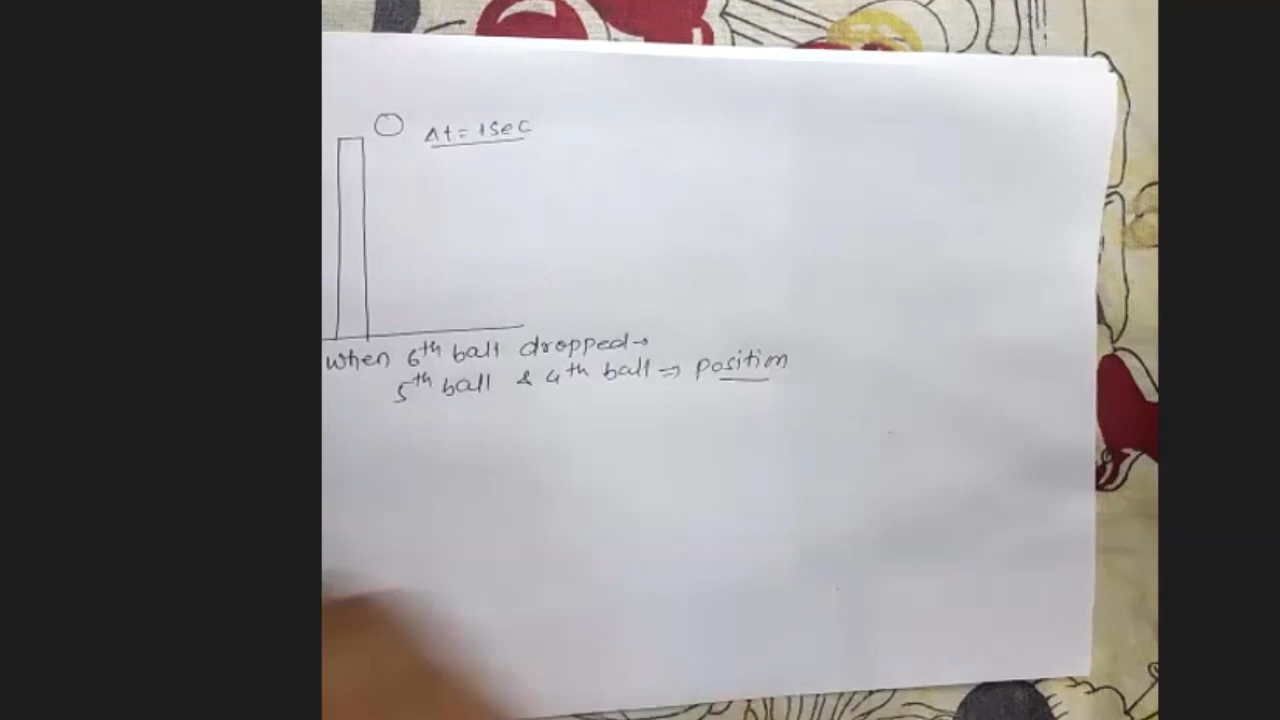 Δt = 1sec
When 6th ball dropped→
5th ball & 4th ball ⇒ position